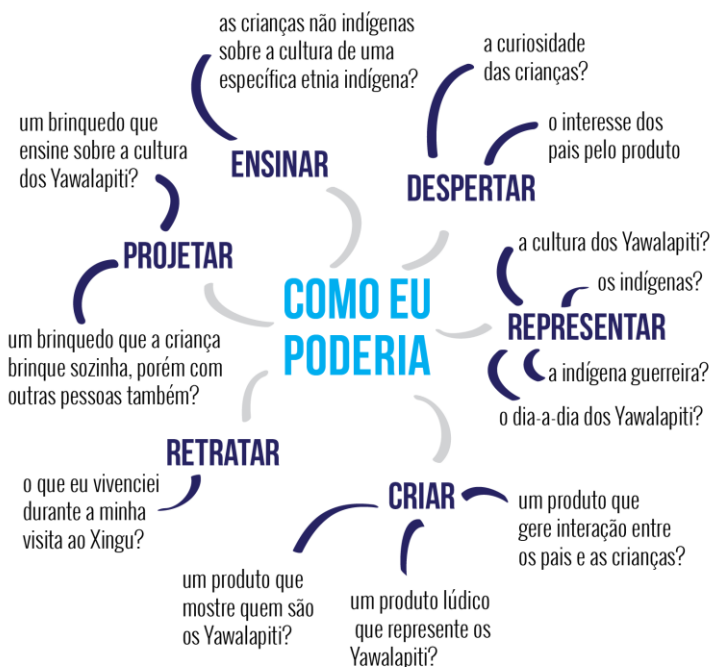 as crianças não indígenas
sobre a cultura de uma
específica etnia indígena?
ENSINAR
a curiosidade
das crianças?
o interesse dos
pais pelo produto
DESPERTAR
um brinquedo que
ensine sobre a cultura
dos Yawalapiti?
PROJETAR
um brinquedo que a criança
brinque sozinha, porém com
outras pessoas também?
COMO EU
PODERIA
a cultura dos Yawalapiti?
os indígenas?
REPRESENTAR
a indígena guerreira?
o dia-a-dia dos Yawalapiti?
RETRATAR
o que eu vivenciei
durante a minha
visita ao Xingu?
CRIAR
um produto que
mostre quem são
os Yawalapiti?
um produto lúdico
que represente os
Yawalapiti?
um produto que
gere interação entre
os pais e as crianças?